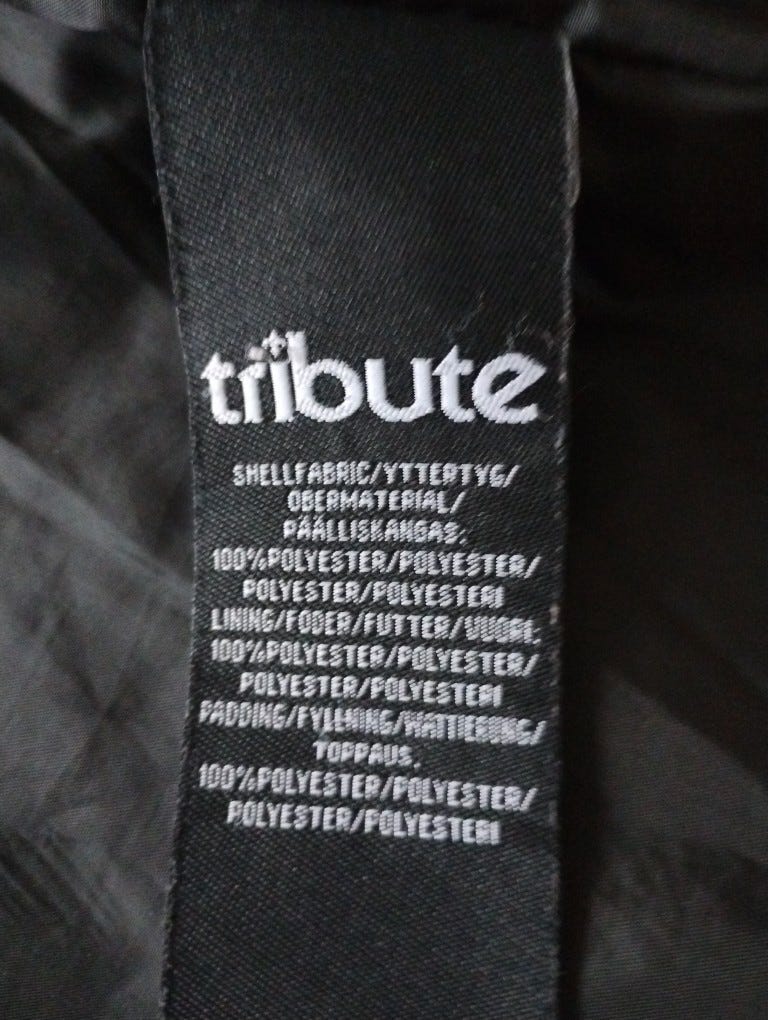 tribute
SHELLFABRIC/YTTERTYG/
OBERMATERIAL/
PÄÄLLISKANGAS:
100%POLYESTER/POLYESTER/
POLYESTER/POLYESTERI
LINING/FODER/FUTTER/VUORI:
100%POLYESTER/POLYESTER/
POLYESTER/POLYESTERI
PADDING/FYLLNING/WATTIERUNG/
TOPPAUS:
100%POLYESTER/POLYESTER/
POLYESTER/POLYESTERI